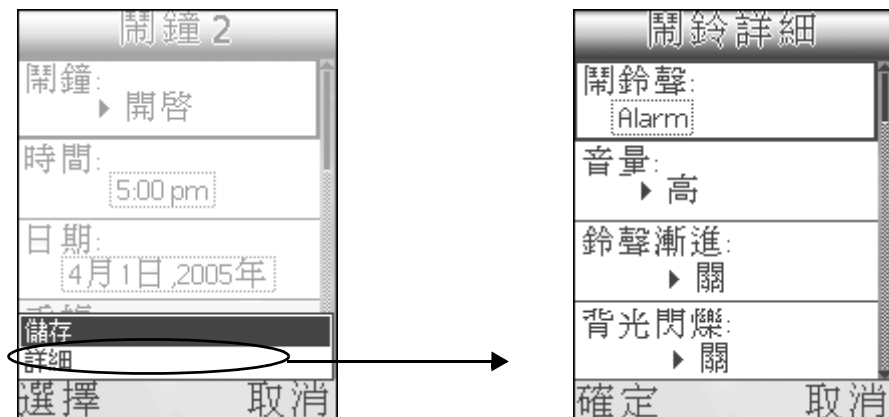 鬧鐘 2
鬧鐘:
開啓
時間:
5:00 pm
日期:
4月1日,2005年
儲存
詳細
選擇 取消
鬧鈴詳細
鬧鈴聲:
Alarm
音量:
高
鈴聲漸進:
關
背光閃爍:
關
確定 取消